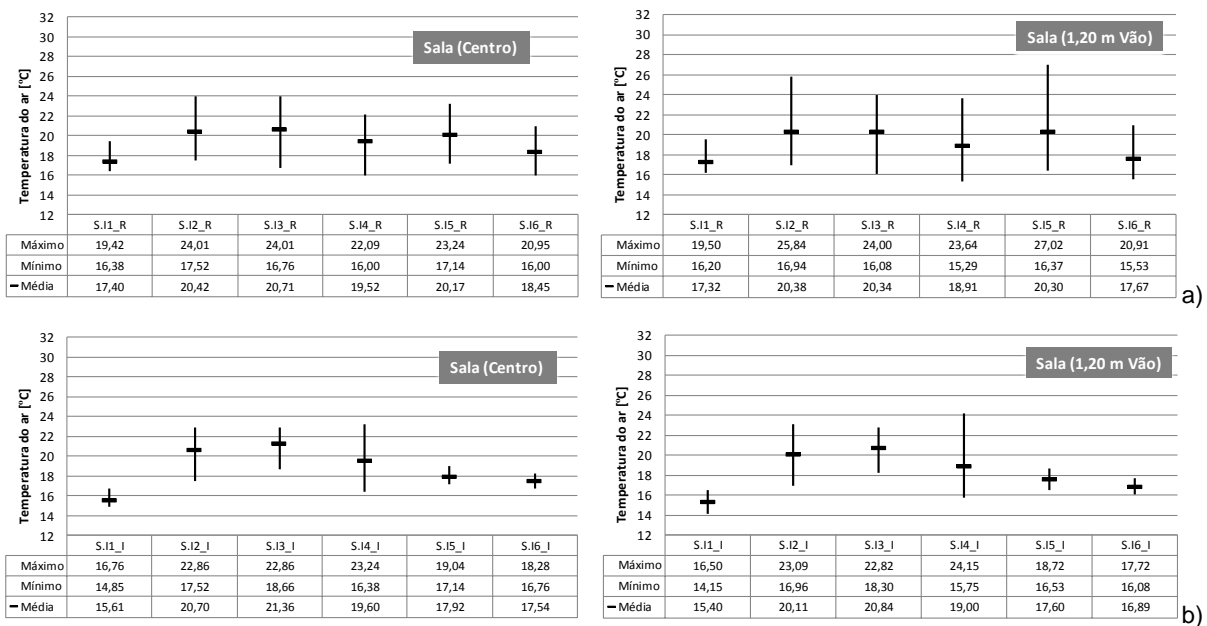 Temperatura do ar [ºC]
32
30
28
26
24
22
20
18
16
14
12
Sala (Centro)
S.I1_R S.I2_R S.I3_R S.I4_R S.I5_R S.I6_R
Máximo 19,42 24,01 24,01 22,09 23,24 20,95
Mínimo 16,38 17,52 16,76 16,00 17,14 16,00
Média 17,40 20,42 20,71 19,52 20,17 18,45
Temperatura do ar [ºC]
32
30
28
26
24
22
20
18
16
14
12
Sala (1,20 m Vão)
S.I1_R S.I2_R S.I3_R S.I4_R S.I5_R S.I6_R
Máximo 19,50 25,84 24,00 23,64 27,02 20,91
Mínimo 16,20 16,94 16,08 15,29 16,37 15,53
Média 17,32 20,38 20,34 18,91 20,30 17,67
a)
Temperatura do ar [ºC]
32
30
28
26
24
22
20
18
16
14
12
Sala (Centro)
S.I1_I S.I2_I S.I3_I S.I4_I S.I5_I S.I6_I
Máximo 16,76 22,86 22,86 23,24 19,04 18,28
Mínimo 14,85 17,52 18,66 16,38 17,14 16,76
Média 15,61 20,70 21,36 19,60 17,92 17,54
Temperatura do ar [ºC]
32
30
28
26
24
22
20
18
16
14
12
Sala (1,20 m Vão)
S.I1_I S.I2_I S.I3_I S.I4_I S.I5_I S.I6_I
Máximo 16,50 23,09 22,82 24,15 18,72 17,72
Mínimo 14,15 16,96 18,30 15,75 16,53 16,08
Média 15,40 20,11 20,84 19,00 17,60 16,89
b)